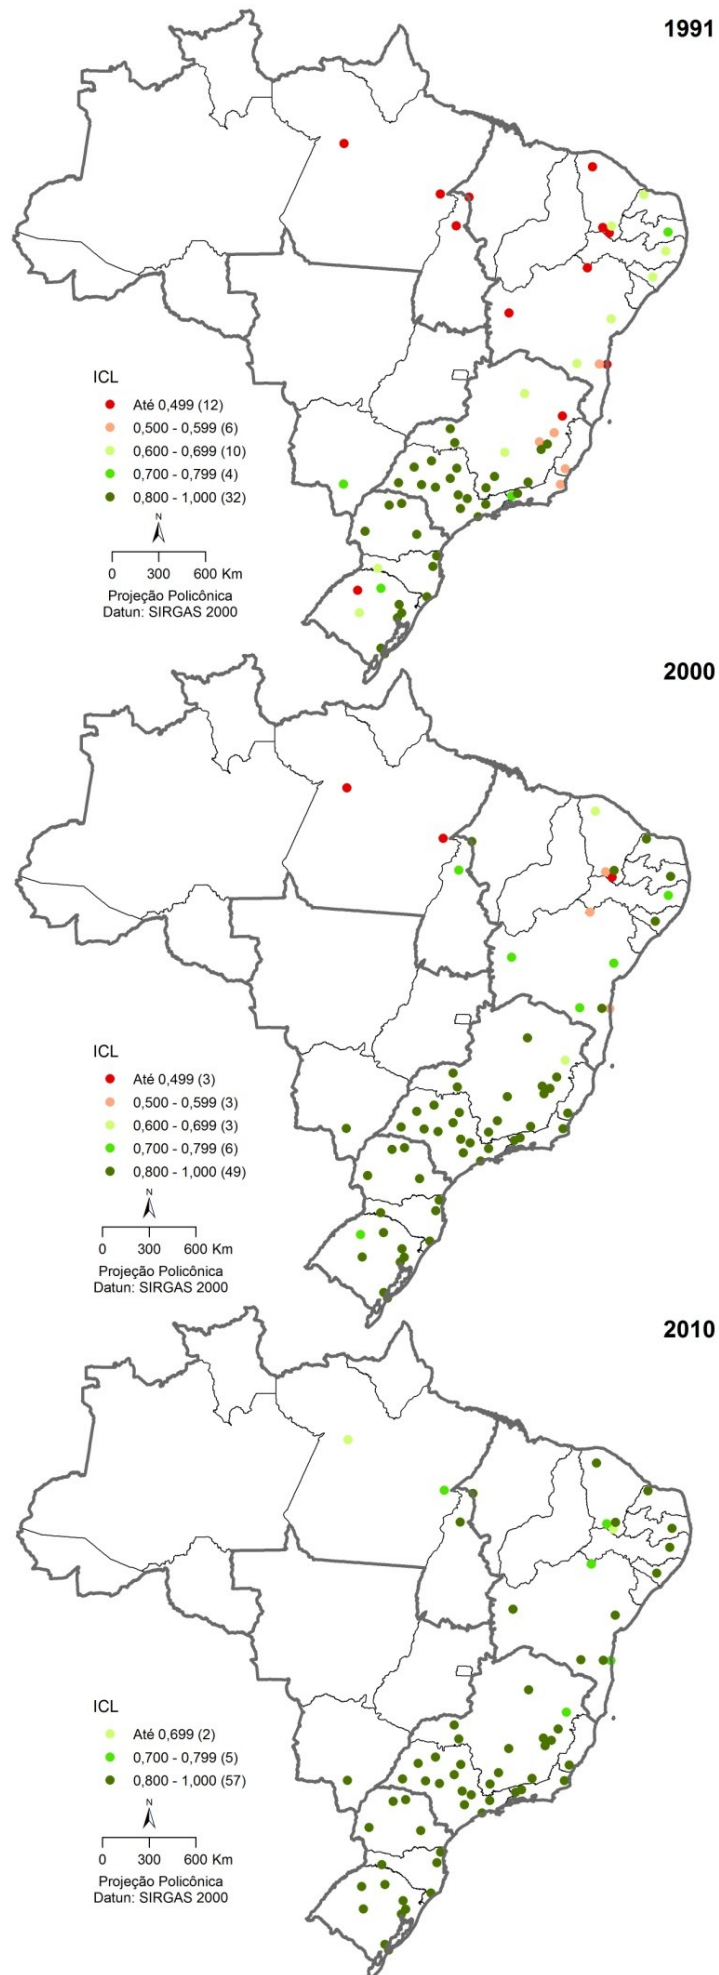 1991
ICL
Até 0,499 (12)
0,500 - 0,599 (6)
0,600 - 0,699 (10)
0,700 - 0,799 (4)
0,800 - 1,000 (32)
N
0 300 600 Km
Projeção Policônica
Datun: SIRGAS 2000
2000
ICL
Até 0,499 (3)
0,500 - 0,599 (3)
0,600 - 0,699 (3)
0,700 - 0,799 (6)
0,800 - 1,000 (49)
N
0 300 600 Km
Projeção Policônica
Datun: SIRGAS 2000
2010
ICL
Até 0,699 (2)
0,700 - 0,799 (5)
0,800 - 1,000 (57)
N
0 300 600 Km
Projeção Policônica
Datun: SIRGAS 2000